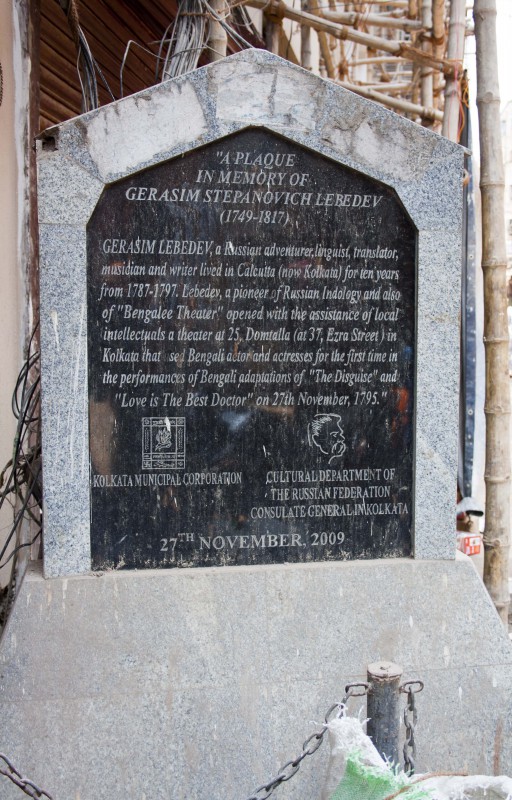 "A PLAQUE
IN MEMORY OF
GERASIM STEPANOVICH LEBEDEV
(1749-1817)
GERASIM LEBEDEV, a Russian adventurer, linguist, translator,
musidian and writer lived in Calcutta (now Kolkata) for ten years
from 1787-1797. Lebedev, a pioneer of Russian Indology and also
of "Bengalee Theater" opened with the assistance of local
intellectuals a theater at 25, Domtalla (at 37, Ezra Street) in
Kolkata that sed Bengali actor and actresses for the first time in
the performances of Bengali adaptations of "The Disguise" and
"Love is The Best Doctor" on 27th November, 1795."
KOLKATA MUNICIPAL CORPORATION
CULTURAL DEPARTMENT OF
THE RUSSIAN FEDERATION
CONSULATE GENERAL IN KOLKATA
27TH NOVEMBER, 2009